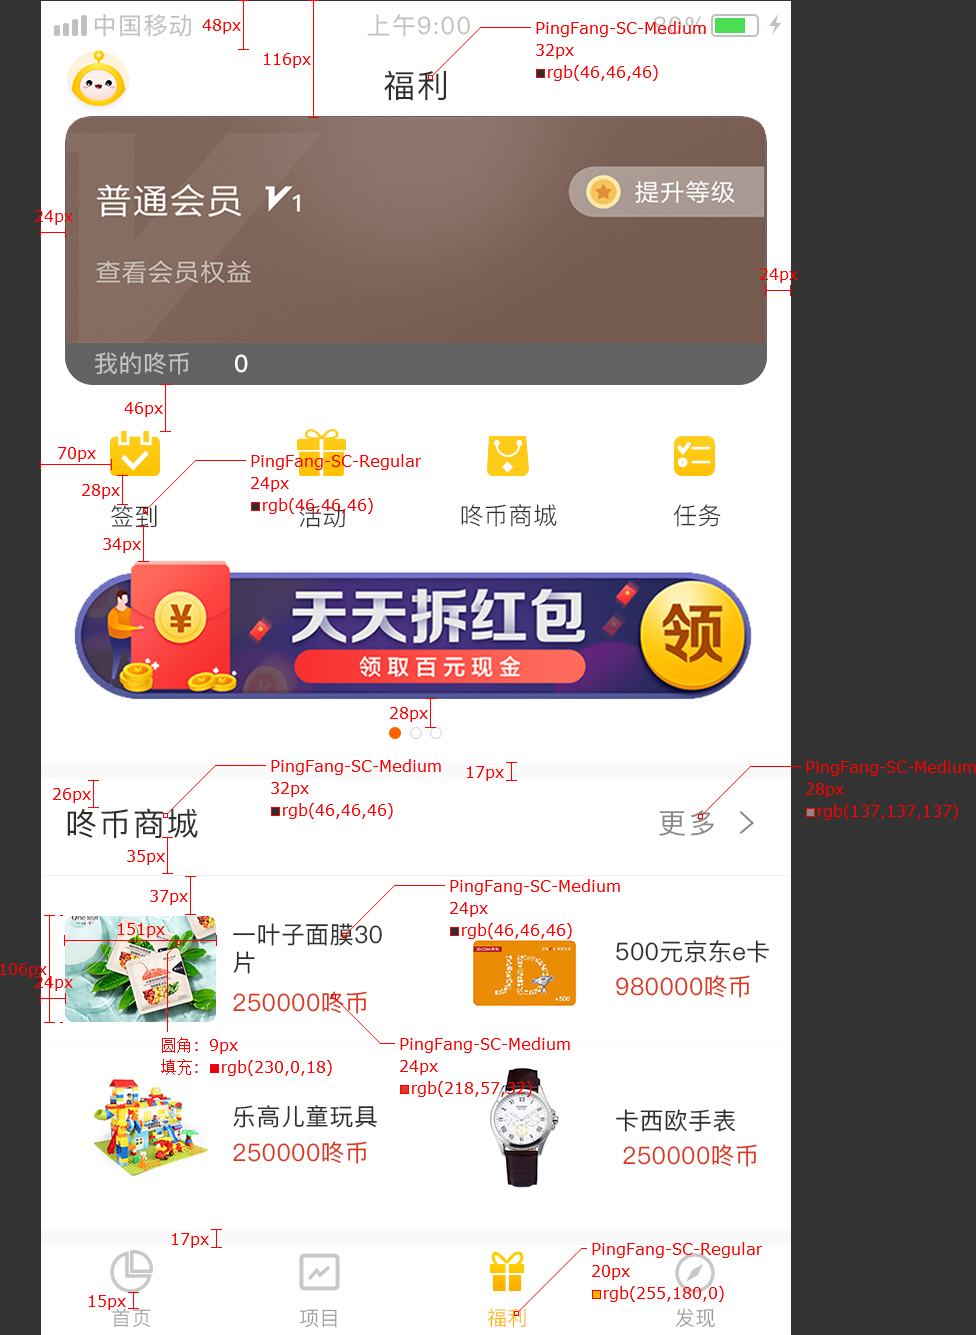 中国移动
上午9:00
48px
116px
PingFang-SC-Medium
32px
rgb(46,46,46)
福利
普通会员 V1
提升等级
24px
查看会员权益
24px
我的咚币 0
46px
70px
28px
PingFang-SC-Regular
24px
rgb(46,46,46)
签到
活动
咚币商城
任务
34px
¥
天天拆红包
领取百元现金
领
28px
PingFang-SC-Medium
32px
rgb(46,46,46)
17px
PingFang-SC-Medium
28px
rgb(137,137,137)
26px
咚币商城
更多
35px
37px
PingFang-SC-Medium
24px
rgb(46,46,46)
151px
106px
24px
一叶子面膜30
片
250000咚币
¥500
500元京东e卡
980000咚币
圆角：9px
填充：rgb(230,0,18)
PingFang-SC-Medium
24px
rgb(218,57,32)
乐高儿童玩具
250000咚币
卡西欧手表
250000咚币
17px
PingFang-SC-Regular
20px
rgb(255,180,0)
15px
首页
项目
福利
发现